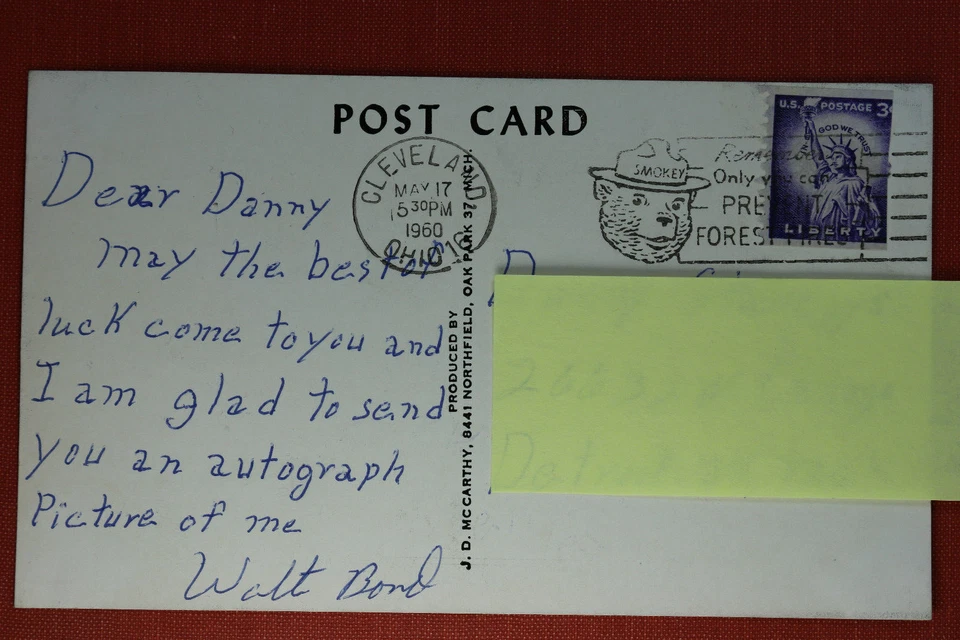 POST CARD
CLEVELAND
MAY 17
5 30 PM
1960
OHIO
SMOKEY
Remember
Only you can
PREVENT
FOREST FIRES
U.S. POSTAGE 3¢
IN GOD WE TRUST
LIBERTY
Dear Danny
may the best of
luck come to you and
I am glad to send
you an autograph
Picture of me
Walt Bond
PRODUCED BY
J. D. MCCARTHY, 8441 NORTHFIELD, OAK PARK 37, MICH.